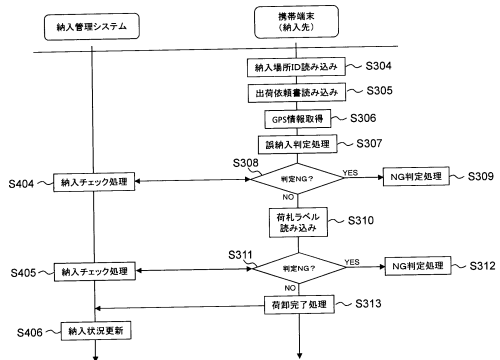 納入管理システム
携帯端末
(納入先)
納入場所ID読み込み
S304
出荷依頼書読み込み
S305
GPS情報取得
S306
誤納入判定処理
S307
S308
S404
納入チェック処理
判定NG?
YES
NG判定処理
S309
NO
荷札ラベル
読み込み
S310
S311
S405
納入チェック処理
判定NG?
YES
NG判定処理
S312
NO
荷卸完了処理
S313
S406
納入状況更新